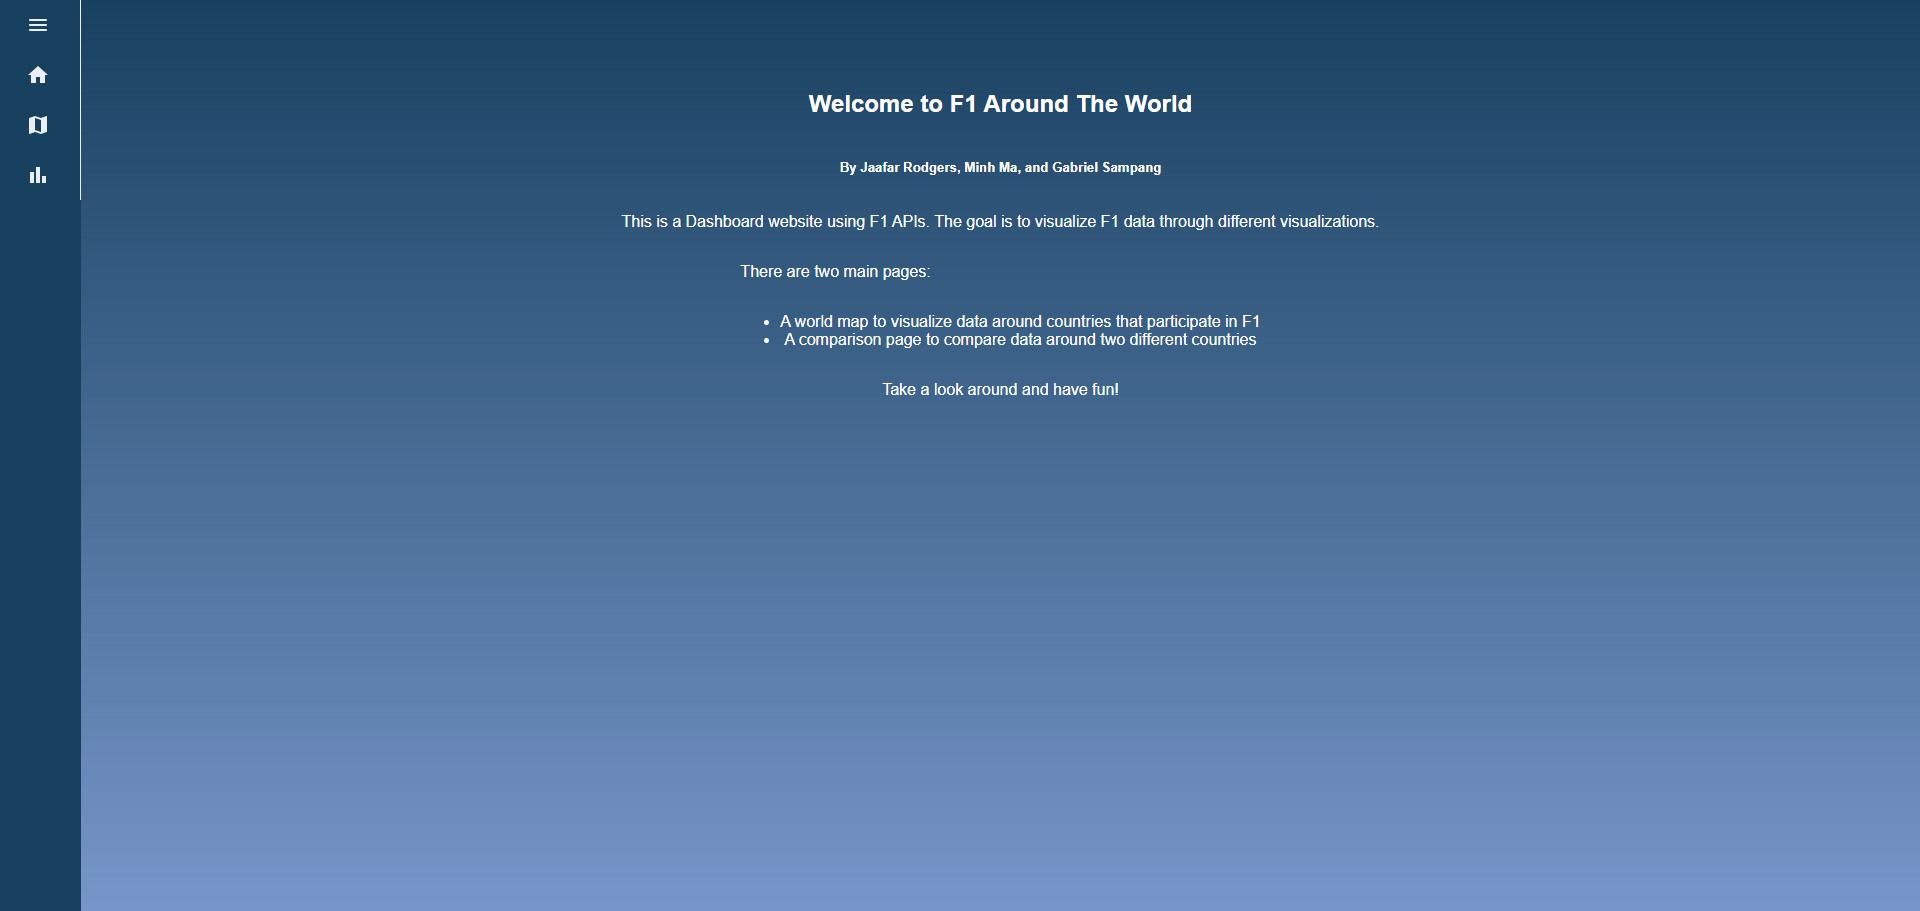 Welcome to F1 Around The World
By Jaafar Rodgers, Minh Ma, and Gabriel Sampang
This is a Dashboard website using F1 APIs. The goal is to visualize F1 data through different visualizations.
There are two main pages:
• A world map to visualize data around countries that participate in F1
• A comparison page to compare data around two different countries
Take a look around and have fun!